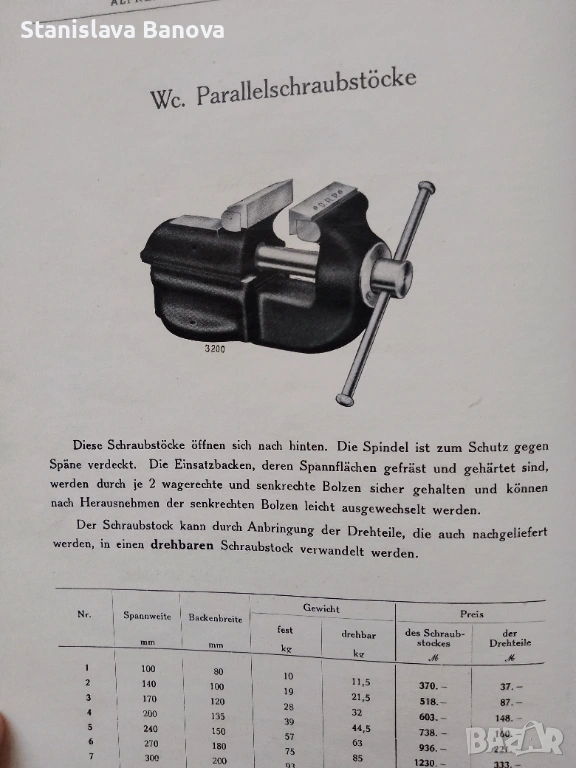 Stanislava Banova
Wc. Parallelschraubstöcke
3200
Diese Schraubstöcke öffnen sich nach hinten. Die Spindel ist zum Schutz gegen
Späne verdeckt. Die Einsatzbacken, deren Spannflächen gefräst und gehärtet sind,
werden durch je 2 wagerechte und senkrechte Bolzen sicher gehalten und können
nach Herausnehmen der senkrechten Bolzen leicht ausgewechselt werden.
Der Schraubstock kann durch Anbringung der Drehteile, die auch nachgeliefert
werden, in einen drehbaren Schraubstock verwandelt werden.
Nr. Spannweite Backenbreite Gewicht Preis
fest drehbar des Schraub-stockes der Drehteile
mm mm kg kg M M
1 100 80 10 11,5 370.- 37.-
2 140 100 19 21,5 518.- 87.-
3 170 120 28 32 603.- 148.-
4 200 135 39 44,5 738.- 160.-
5 240 150 57 63 936.- 221.-
6 270 180 75 85 1230.- 333.-
7 300 200 93
BAZAR